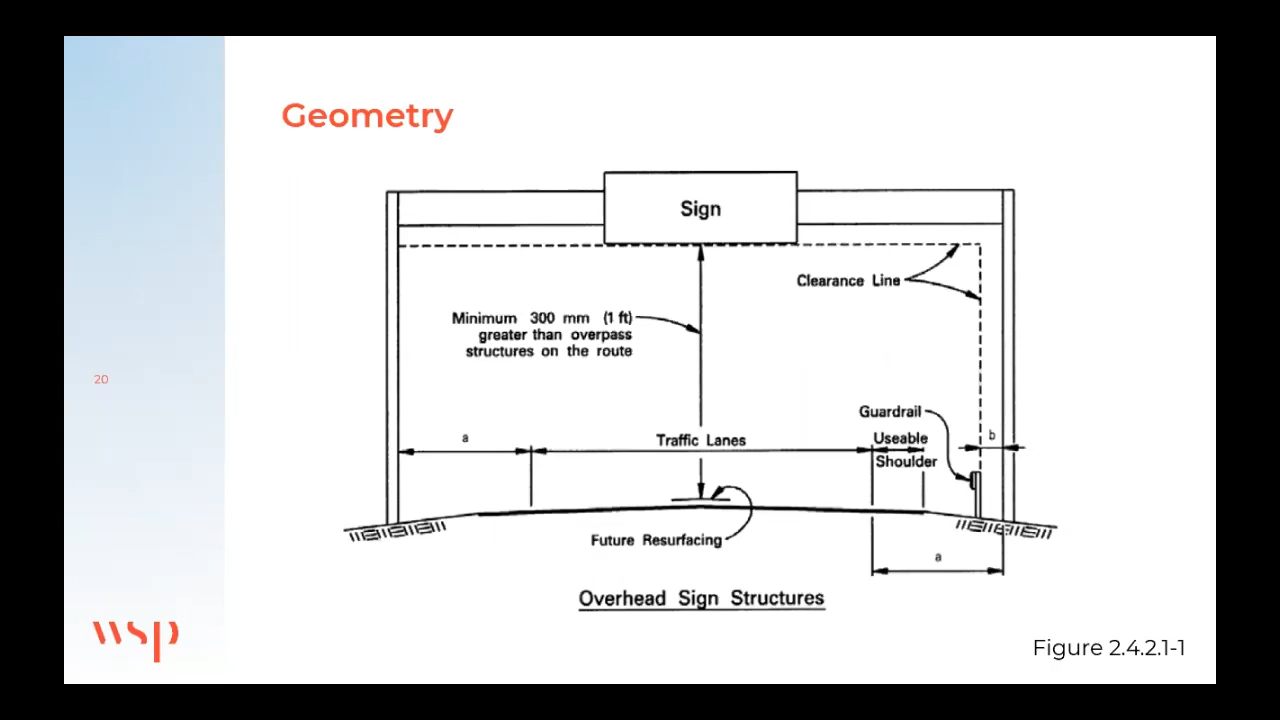 Geometry
Sign
Clearance Line
Minimum 300 mm (1 ft)
greater than overpass
structures on the route
20
Guardrail
a
Traffic Lanes
Useable
Shoulder
b
Future Resurfacing
a
Overhead Sign Structures
wsp
Figure 2.4.2.1-1